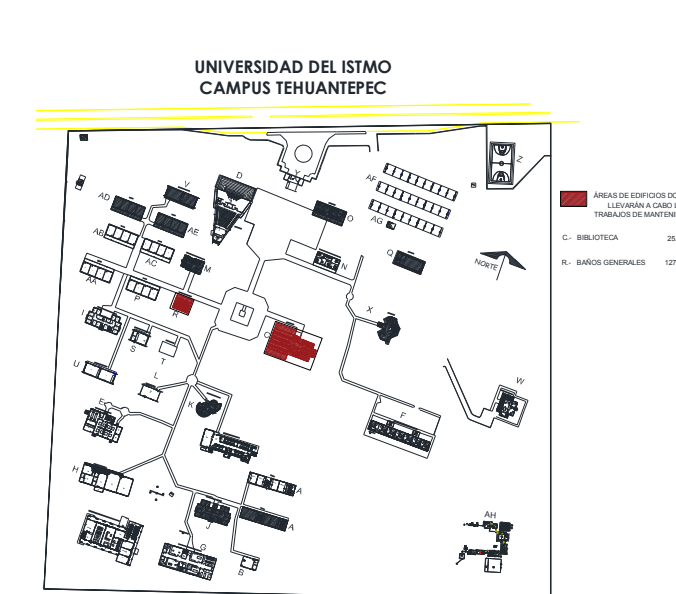 UNIVERSIDAD DEL ISTMO
CAMPUS TEHUANTEPEC
Z
ÁREAS DE EDIFICIOS DO
LLEVARÁN A CABO L
TRABAJOS DE MANTENI
C.- BIBLIOTECA 25
R.- BAÑOS GENERALES 127
NORTE
Y
D
V
AD
AE
AB
AC
AA
M
P
R
I
S
T
U
L
E
K
H
J
G
B
A
A
C
O
N
Q
AF
AG
X
F
W
AH